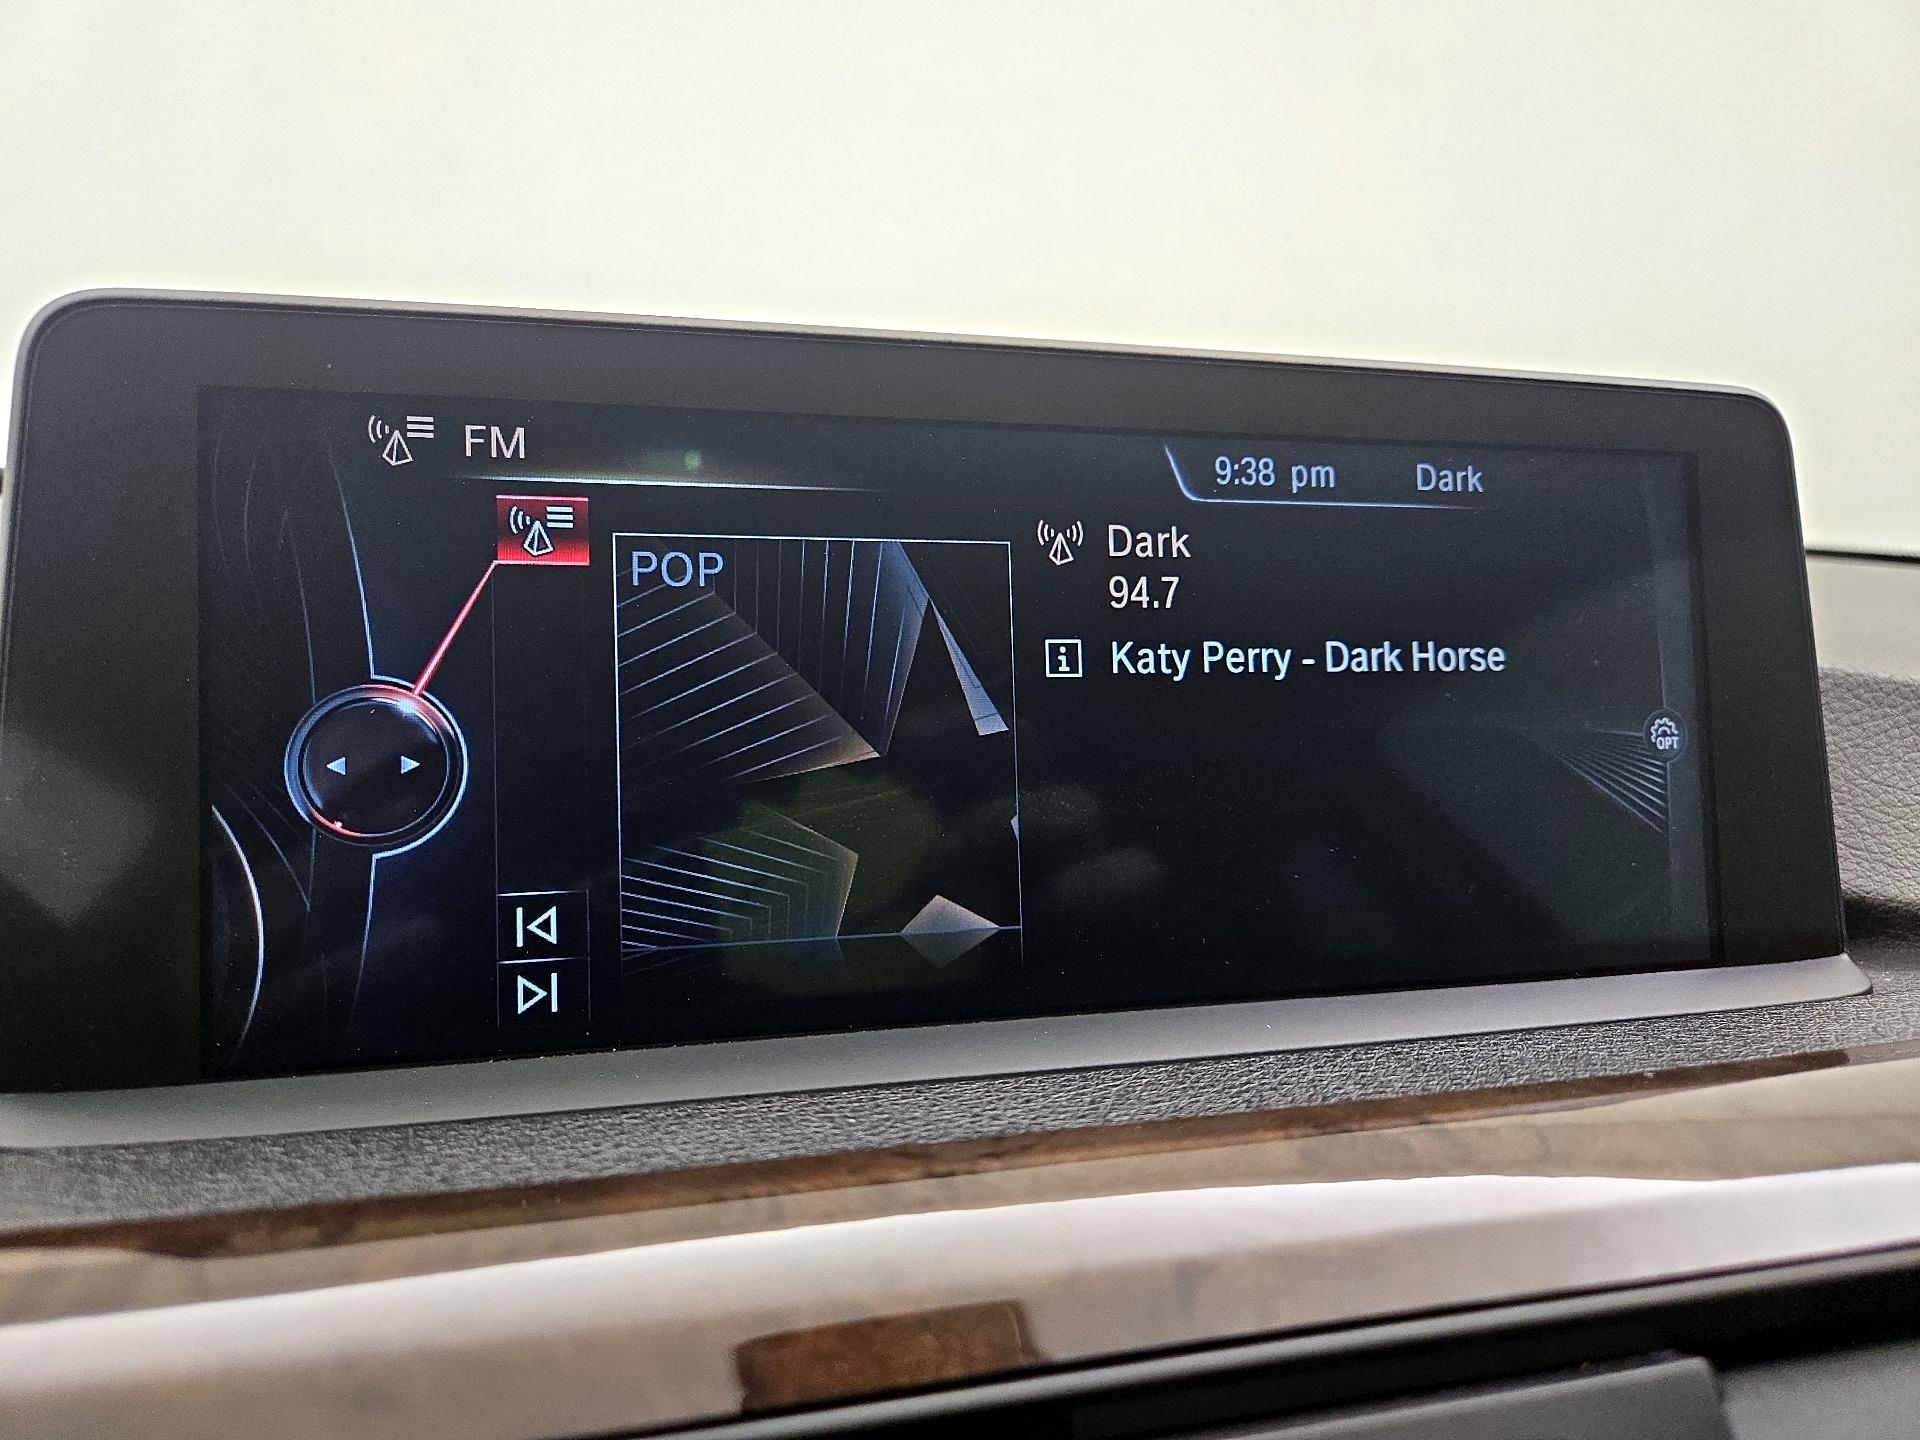 FM
9:38 pm Dark
POP
Dark
94.7
Katy Perry - Dark Horse
OPT